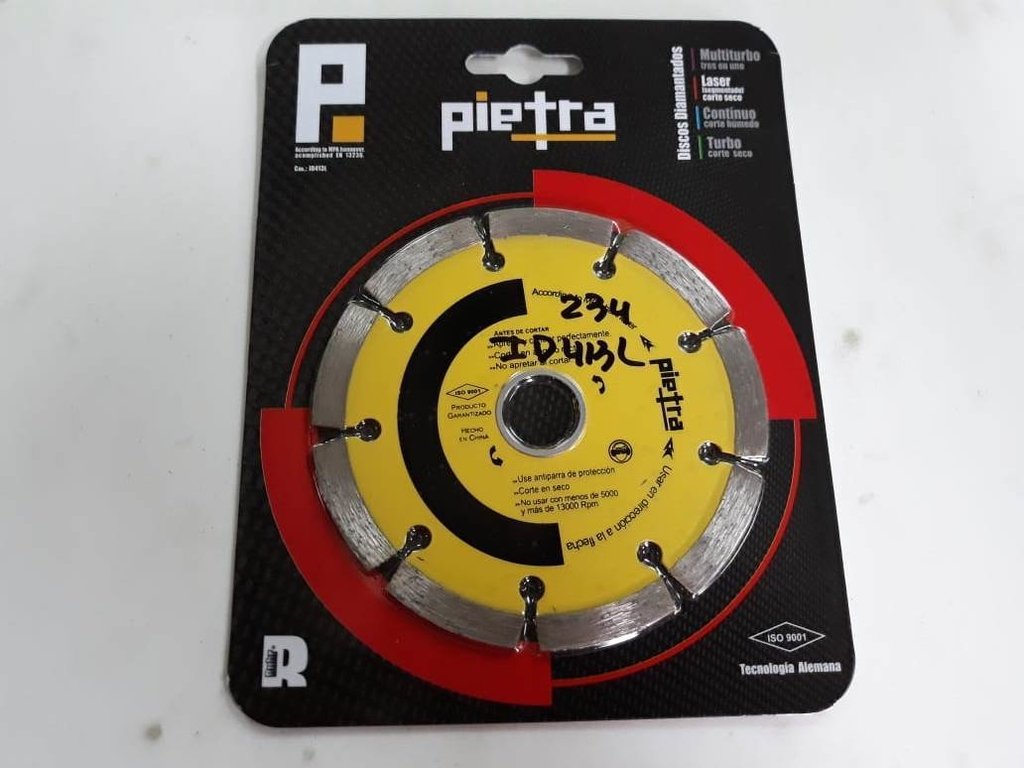 P.
According to MPA hannover
acomplished EN 13236.
Cod.: ID413L
pietra
Discos Diamantados
Multiturbo
tres en uno
Laser
(segmentado)
corte seco
Continuo
corte húmedo
Turbo
corte seco
234
ID413L
ANTES DE CORTAR
perfectamente.
No apretar
cortar
ISO 9001
PRODUCTO
GARANTIZADO
HECHO
EN CHINA
Use antiparra de protección
Corte en seco
No usar con menos de 5000
y más de 13000 Rpm
pietra
Usar en dirección a la flecha
R
ISO 9001
Tecnología Alemana